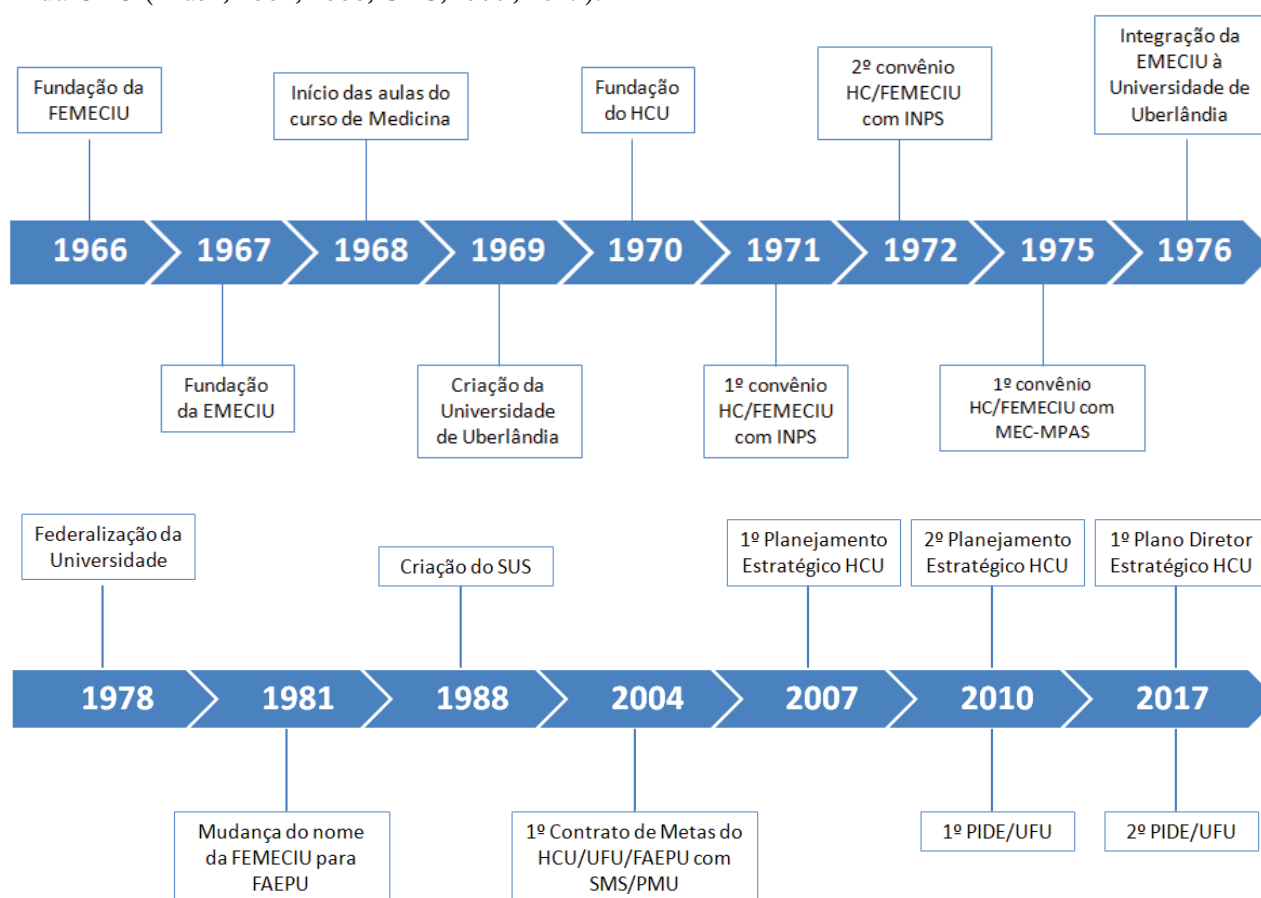 Fundação da
FEMECIU
Início das aulas do
curso de Medicina
Fundação
do HCU
2º convênio
HC/FEMECIU
com INPS
Integração da
EMECIU à
Universidade de
Uberlândia
1966
1967
1968
1969
1970
1971
1972
1975
1976
Fundação
da EMECIU
Criação da
Universidade
de Uberlândia
1º convênio
HC/FEMECIU
com INPS
1º convênio
HC/FEMECIU com
MEC-MPAS
Federalização da
Universidade
Criação do SUS
1º Planejamento
Estratégico HCU
2º Planejamento
Estratégico HCU
1º Plano Diretor
Estratégico HCU
1978
1981
1988
2004
2007
2010
2017
Mudança do nome
da FEMECIU para
FAEPU
1º Contrato de Metas do
HCU/UFU/FAEPU com
SMS/PMU
1º PIDE/UFU
2º PIDE/UFU